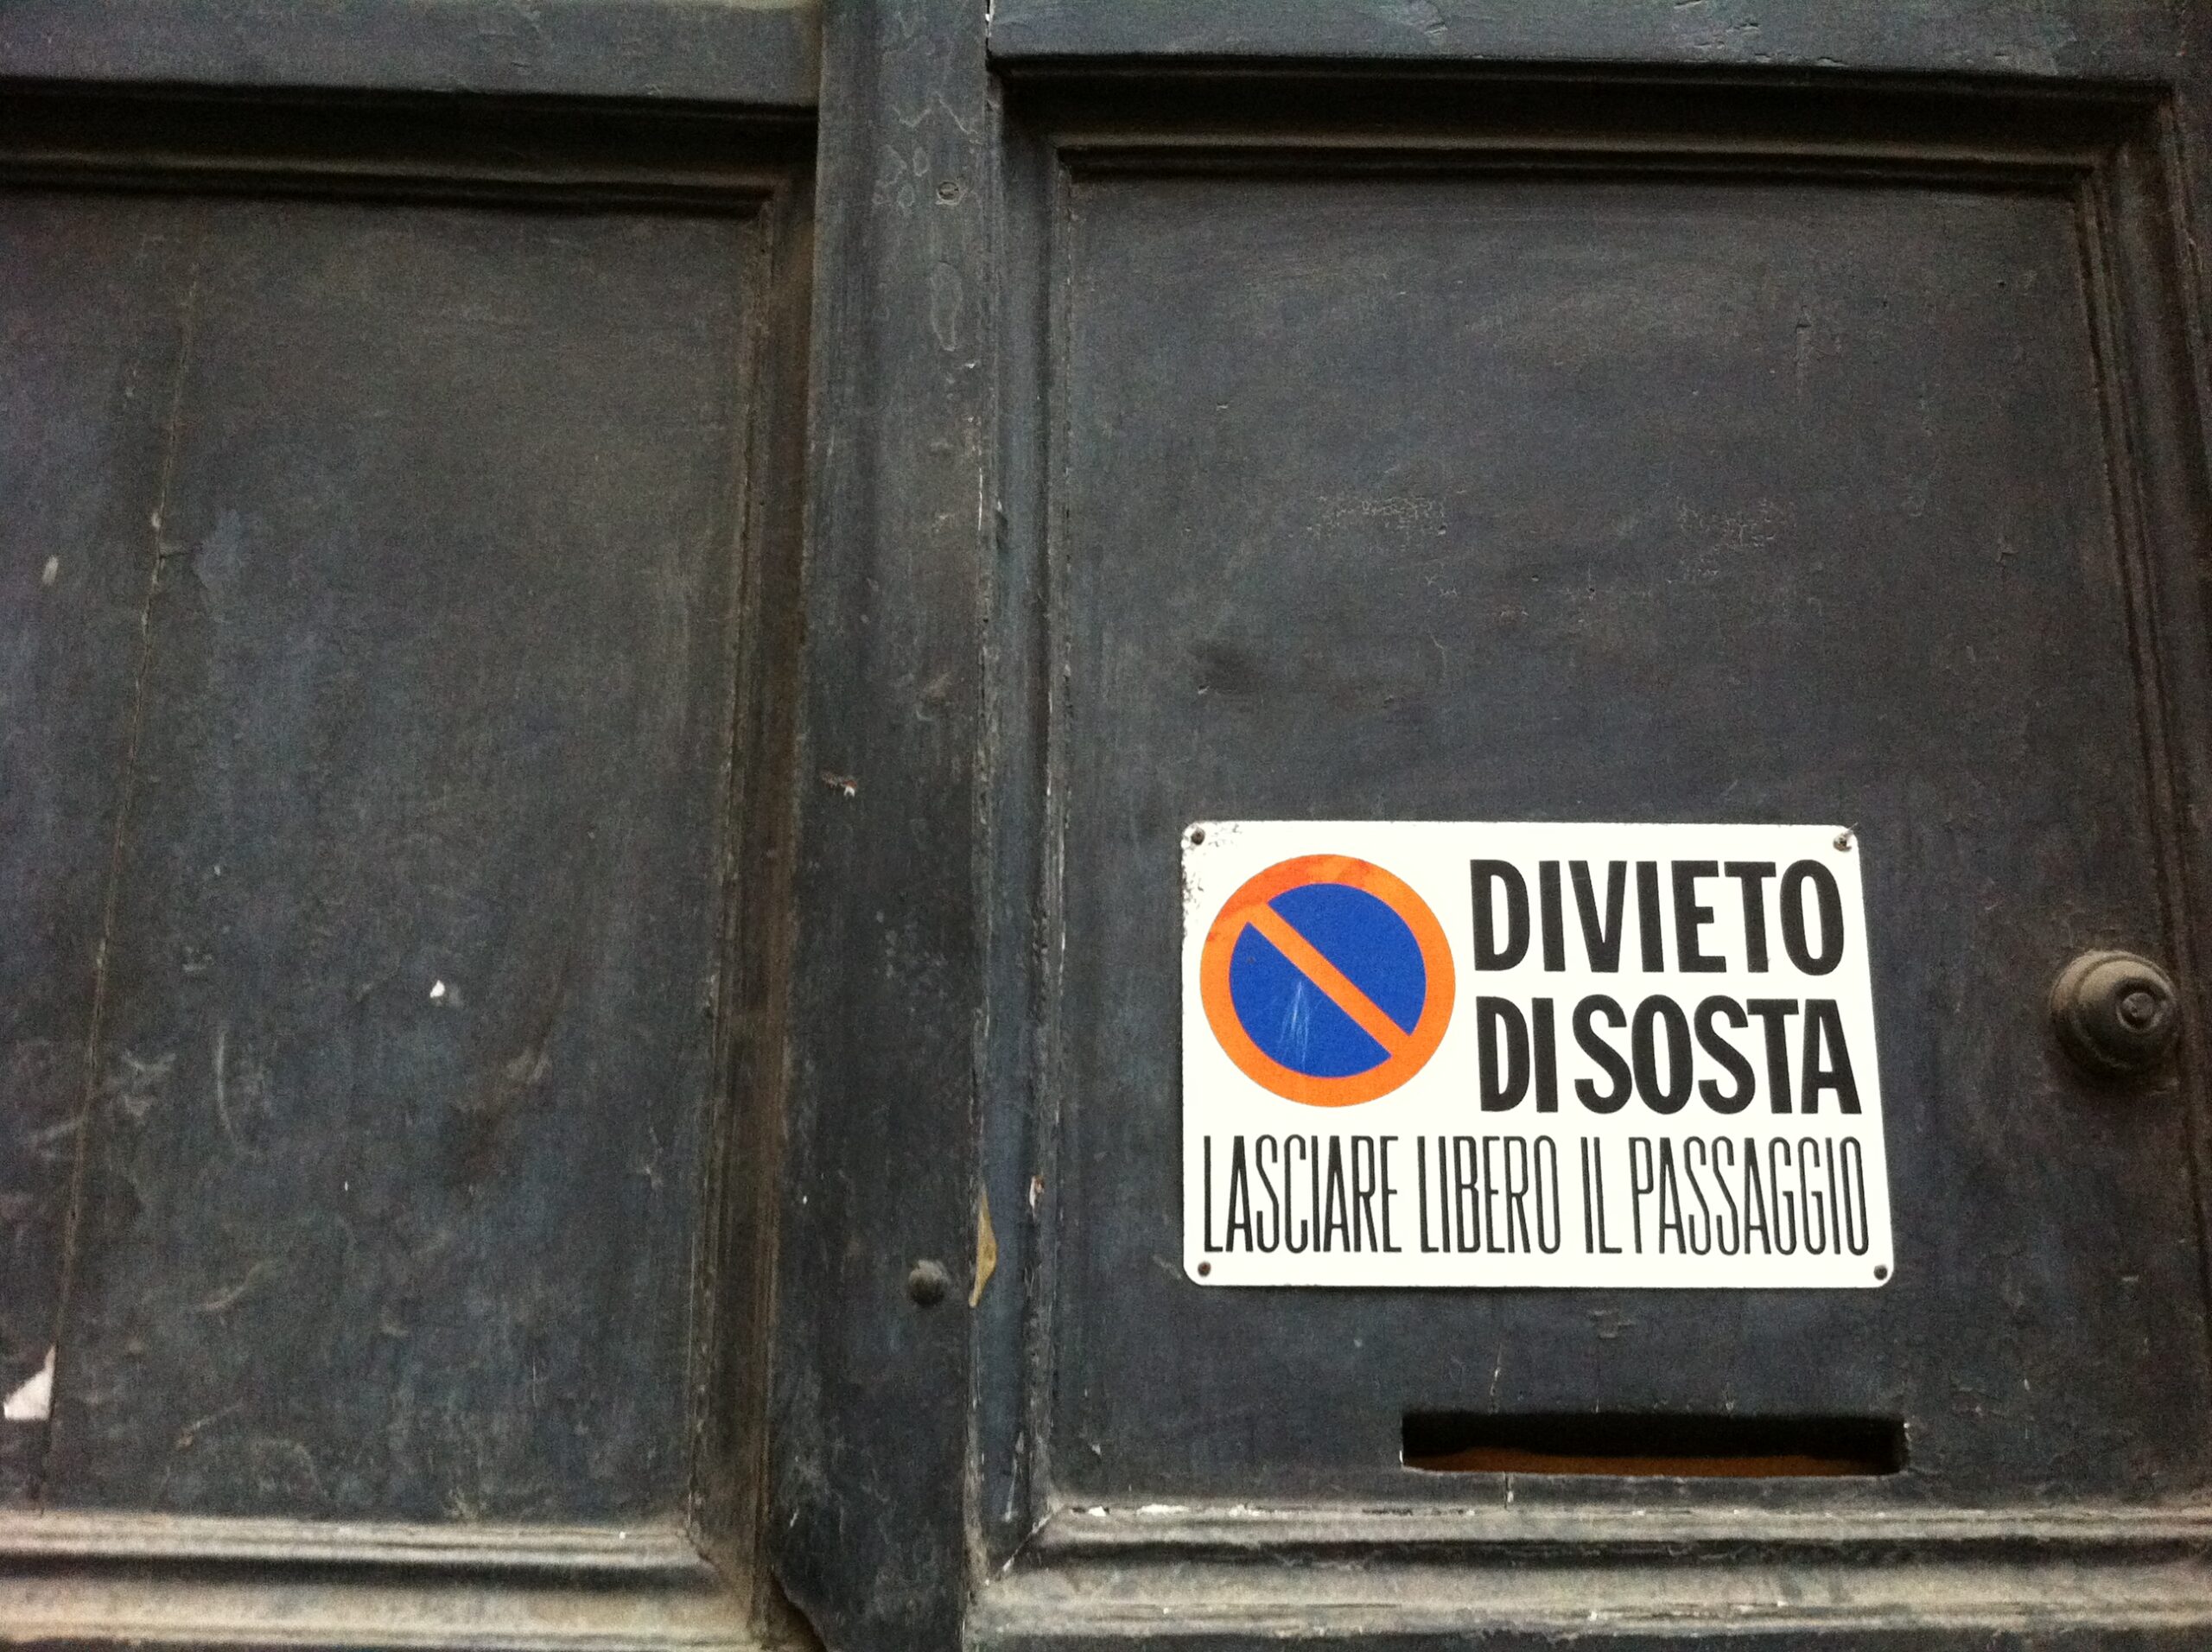 DIVIETO
DI SOSTA
LASCIARE LIBERO IL PASSAGGIO